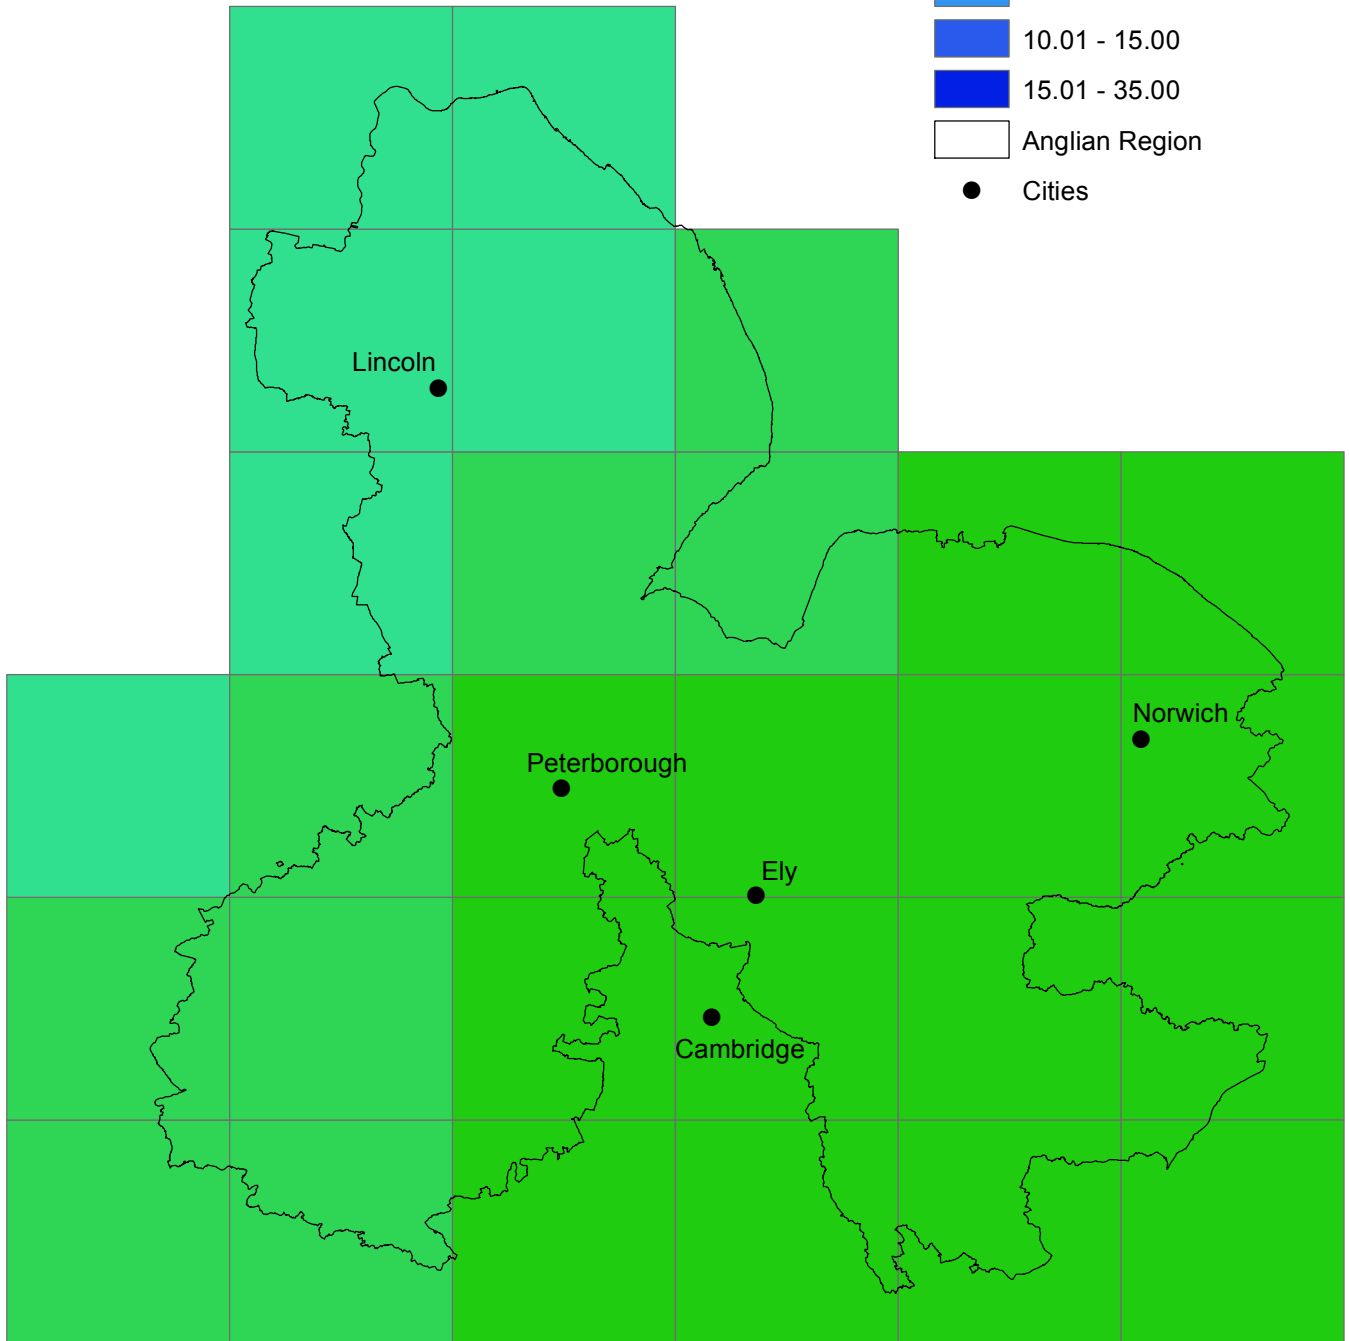 10.01 - 15.00
15.01 - 35.00
Anglian Region
Cities
Lincoln
Norwich
Peterborough
Ely
Cambridge